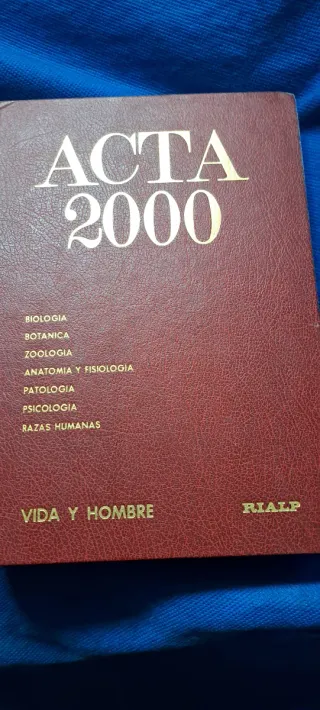 ACTA
2000
BIOLOGIA
BOTANICA
ZOOLOGIA
ANATOMIA Y FISIOLOGIA
PATOLOGIA
PSICOLOGIA
RAZAS HUMANAS
VIDA Y HOMBRE
RIALP